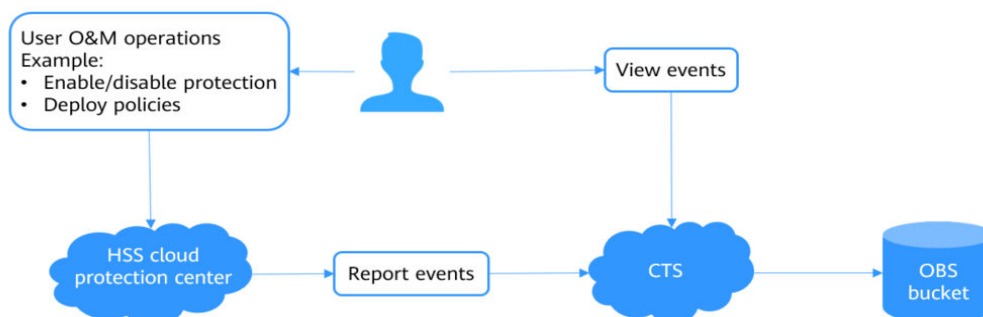 User O&M operations
Example:
• Enable/disable protection
• Deploy policies
View events
HSS cloud
protection center
Report events
CTS
OBS
bucket